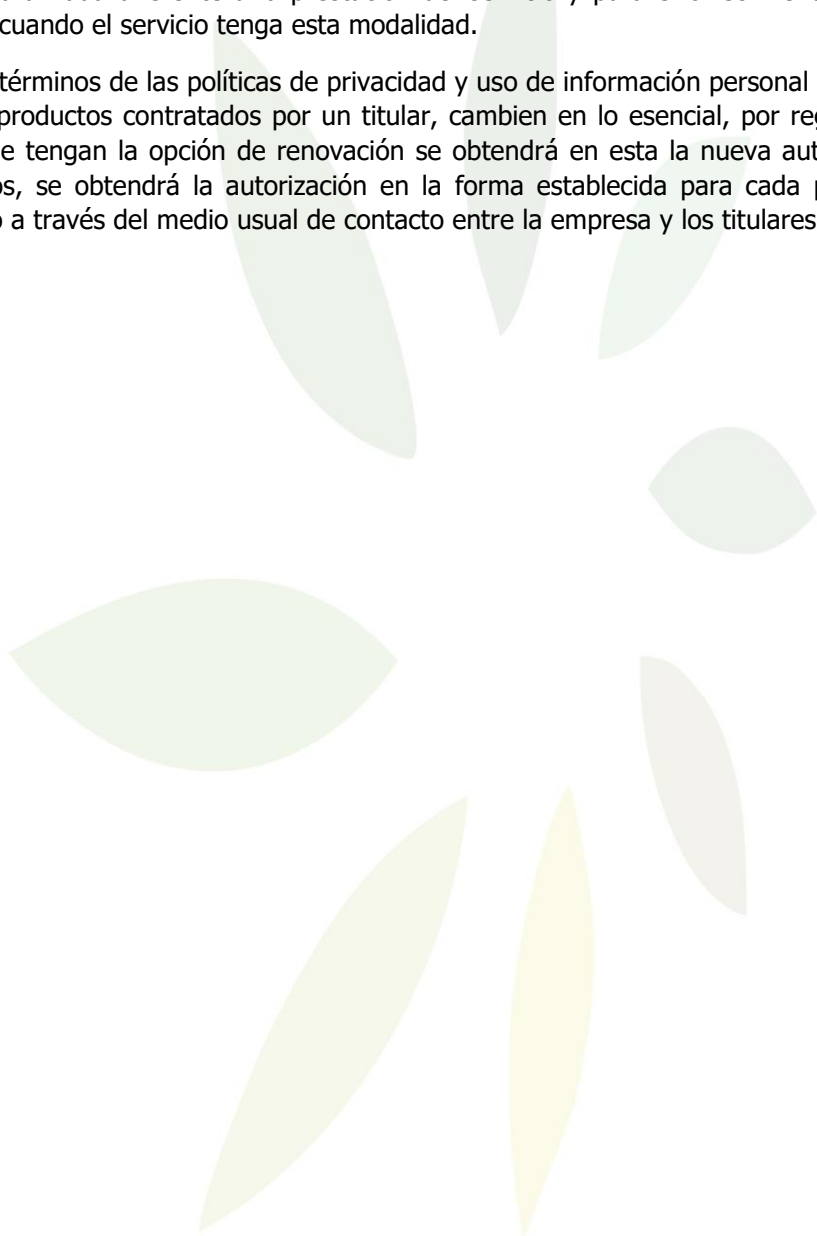 cuando el servicio tenga esta modalidad.
términos de las políticas de privacidad y uso de información personal
productos contratados por un titular, cambien en lo esencial, por
e tengan la opción de renovación se obtendrá en esta la nueva
os, se obtendrá la autorización en la forma establecida para cada
o a través del medio usual de contacto entre la empresa y los titulares